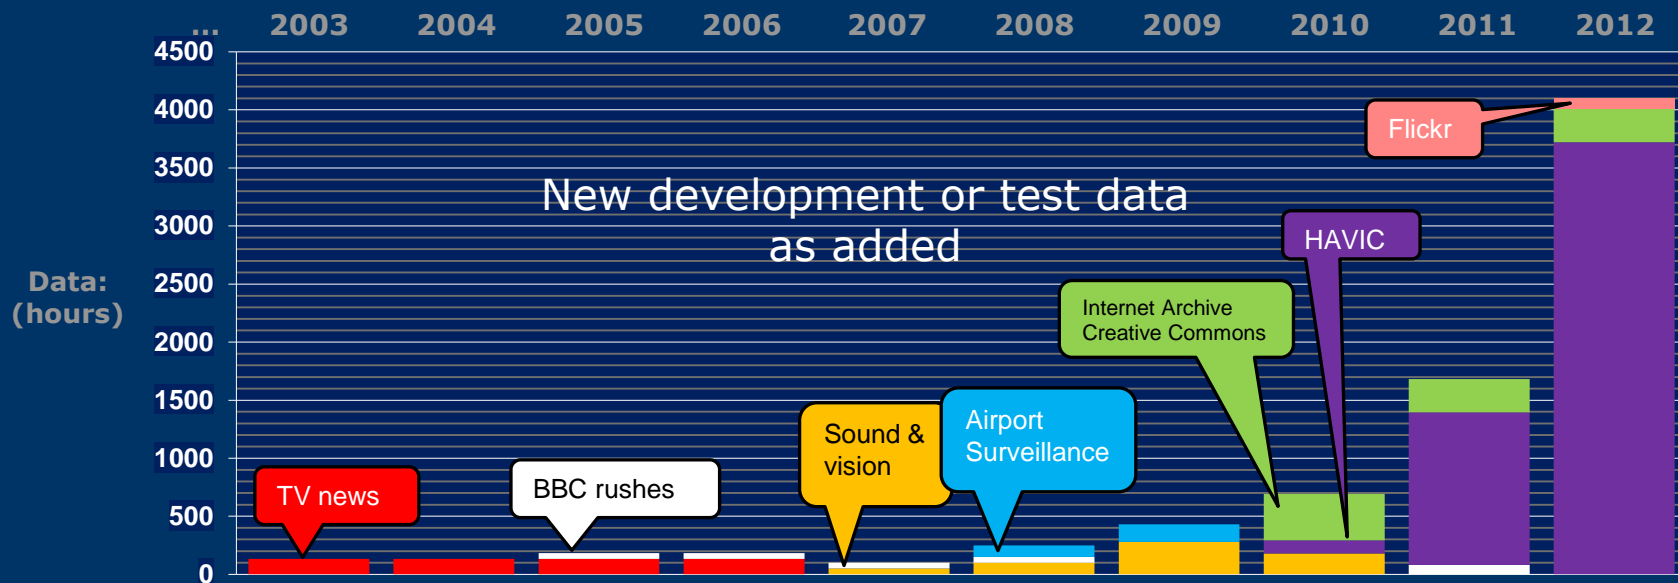 ... 2003 2004 2005 2006 2007 2008 2009 2010 2011 2012
4500
4000
3500
3000
2500
2000
1500
1000
500
0
Data:
(hours)
New development or test data
as added
TV news
BBC rushes
Sound &
vision
Airport
Surveillance
Internet Archive
Creative Commons
HAVIC
Flickr